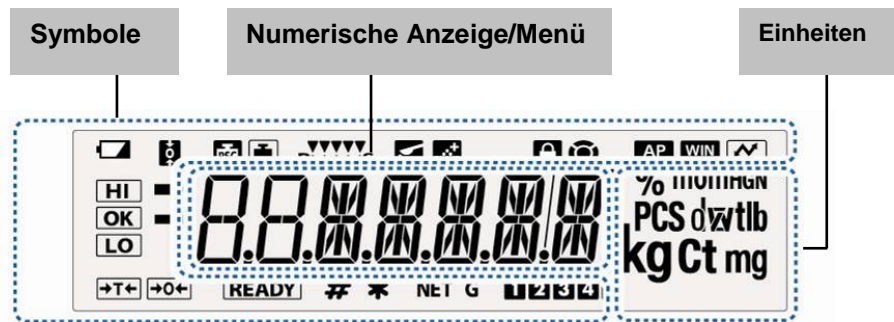 Symbole Numerische Anzeige/Menü Einheiten
AP WIN
HI
OK
LO
PCS
kg Ct mg
→T← →0← READY # * NET G 1 2 3 4